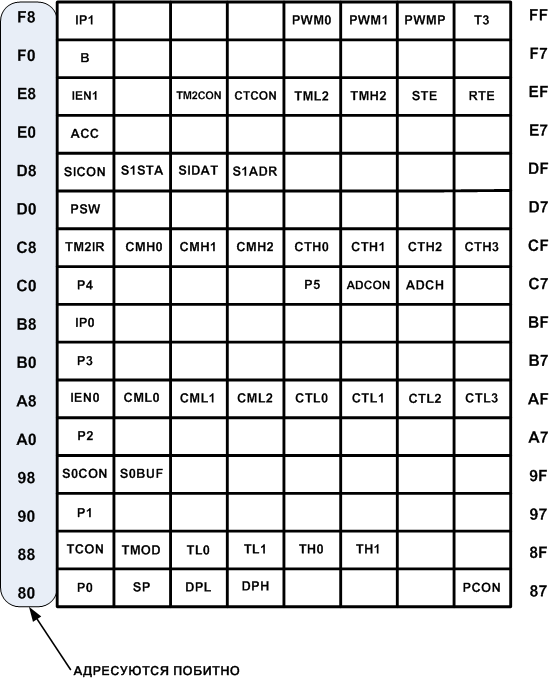 F8 IP1 PWM0 PWM1 PWMP T3 FF
F0 B F7
E8 IEN1 TM2CON CTCON TML2 TMH2 STE RTE EF
E0 ACC E7
D8 SICON S1STA SIDAT S1ADR DF
D0 PSW D7
C8 TM2IR CMH0 CMH1 CMH2 CTH0 CTH1 CTH2 CTH3 CF
C0 P4 P5 ADCON ADCH C7
B8 IP0 BF
B0 P3 B7
A8 IEN0 CML0 CML1 CML2 CTL0 CTL1 CTL2 CTL3 AF
A0 P2 A7
98 S0CON S0BUF 9F
90 P1 97
88 TCON TMOD TL0 TL1 TH0 TH1 8F
80 P0 SP DPL DPH PCON 87
АДРЕСУЮТСЯ ПОБИТНО